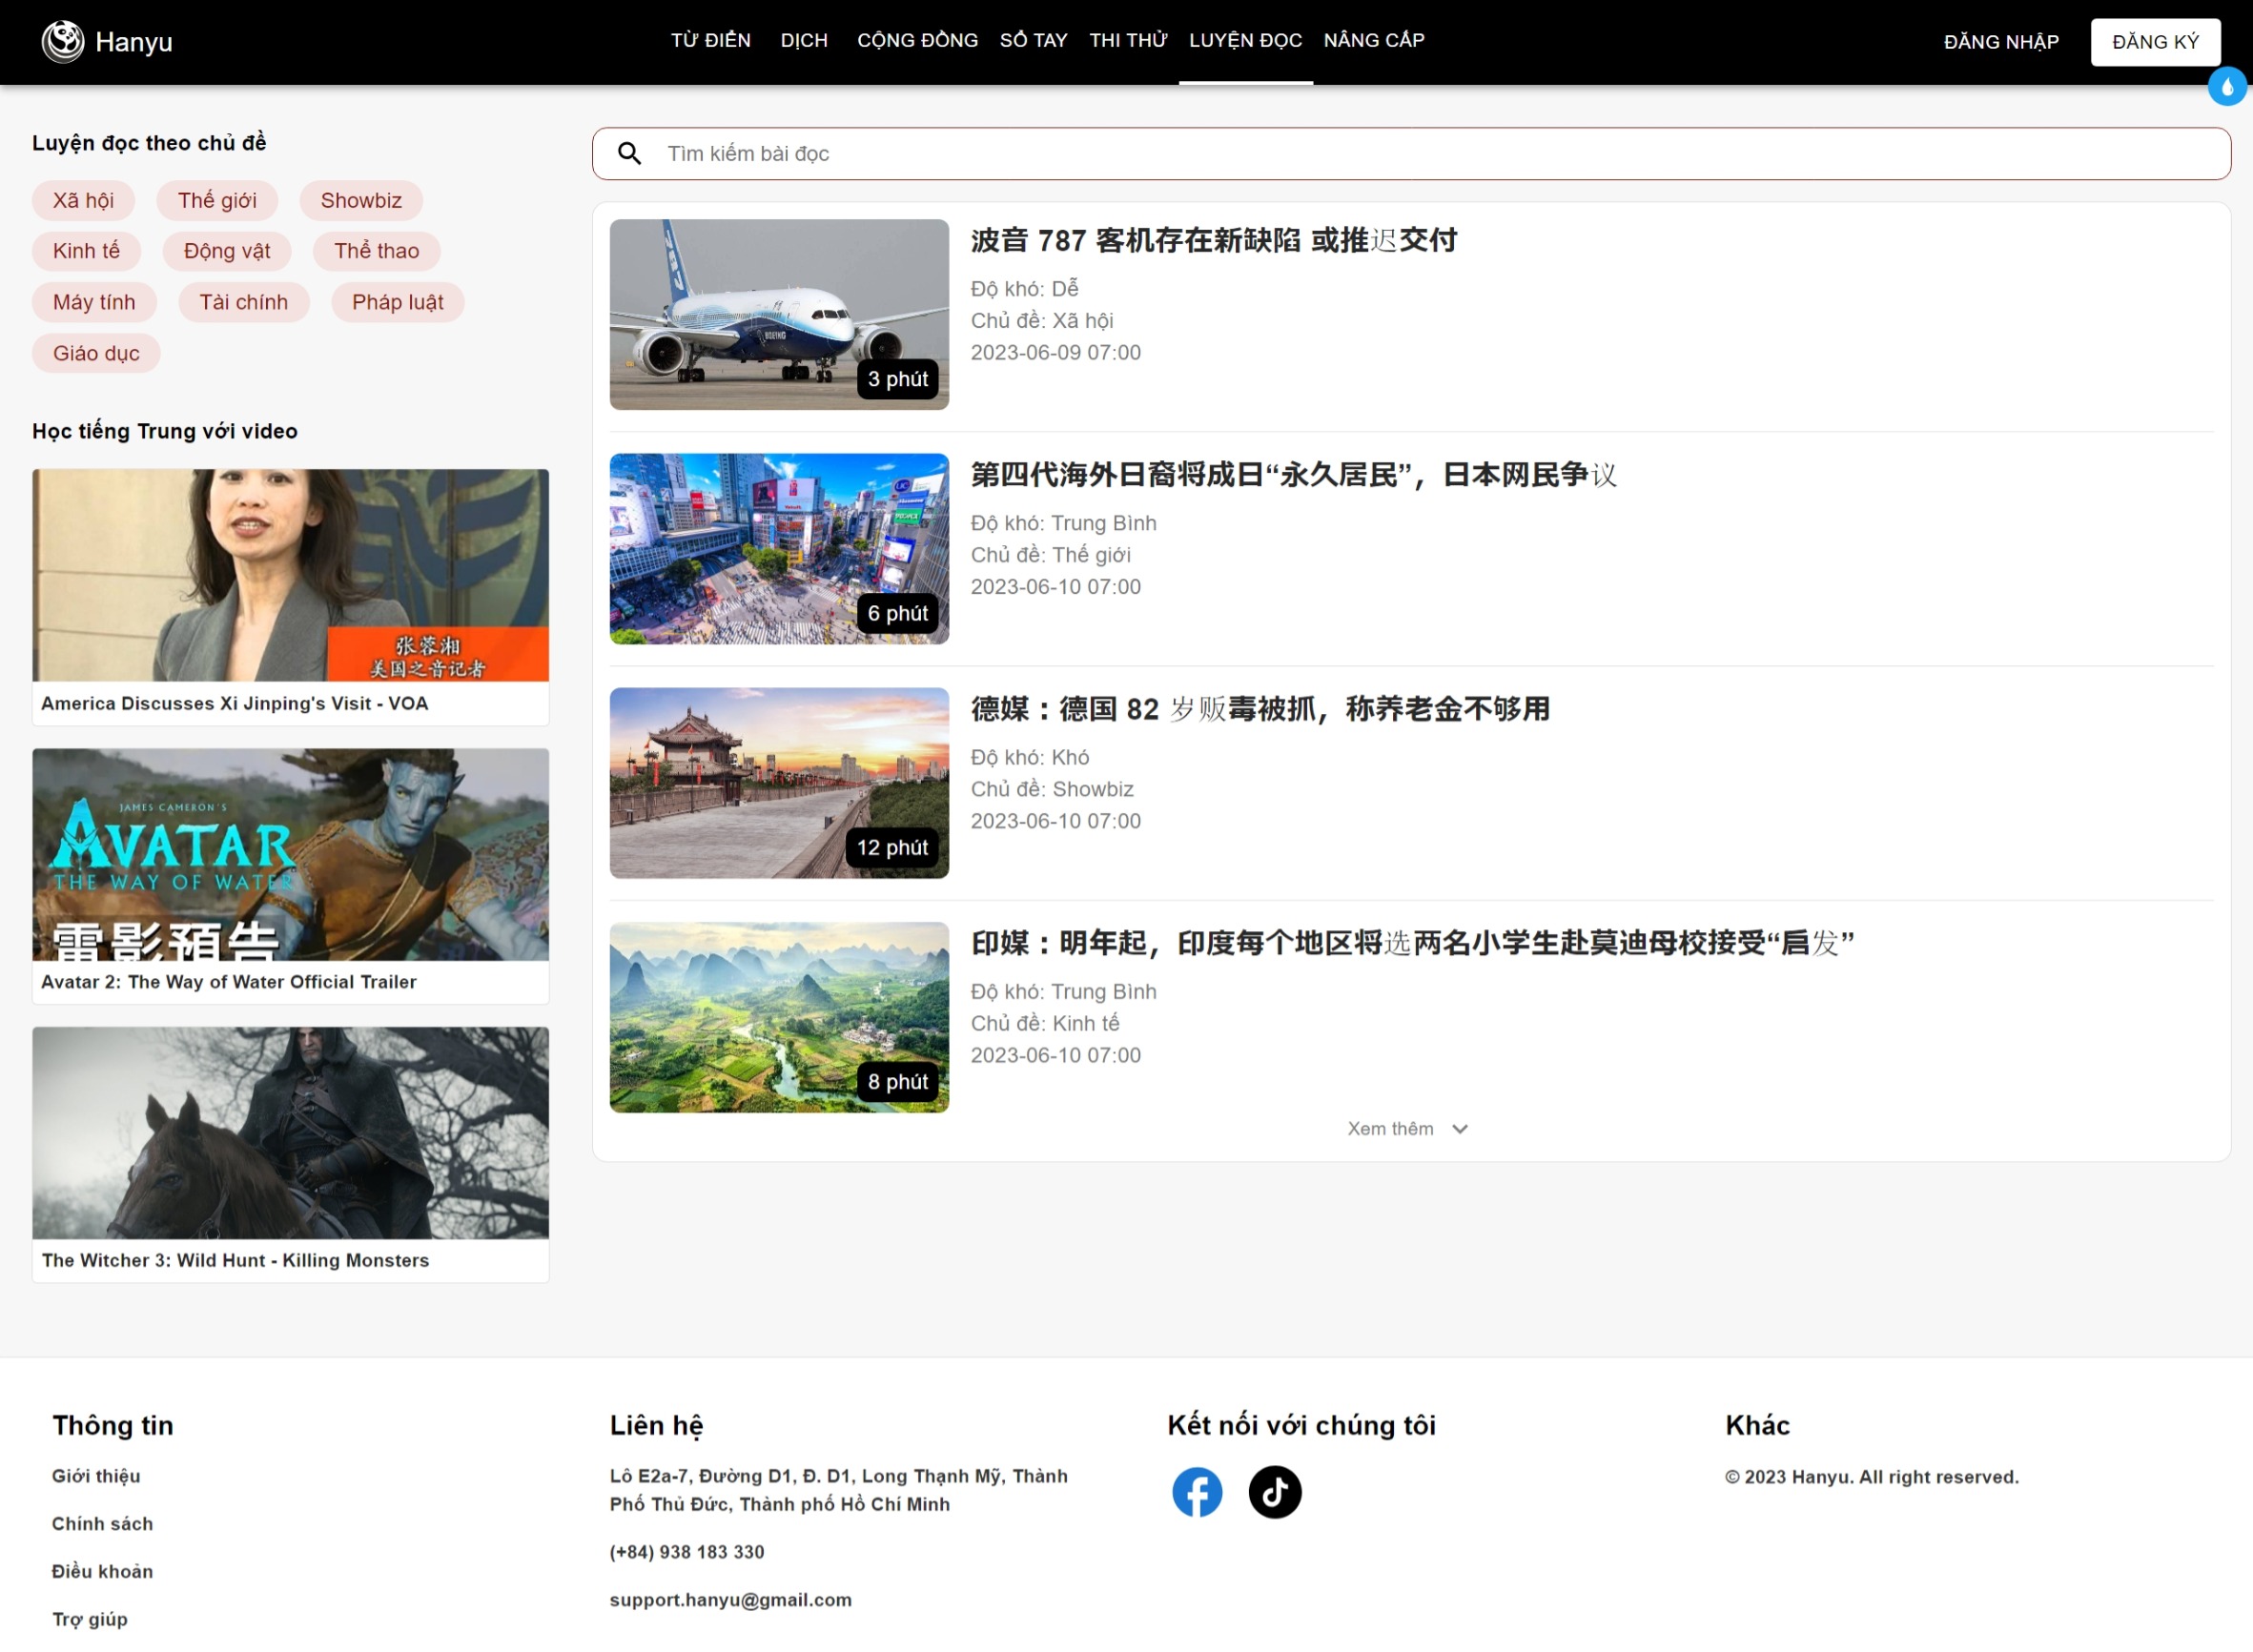 Hanyu
TỪ ĐIỂN DỊCH CỘNG ĐỒNG SỔ TAY THI THỬ LUYỆN ĐỌC NÂNG CẤP
ĐĂNG NHẬP ĐĂNG KÝ
Luyện đọc theo chủ đề
Xã hội Thế giới Showbiz
Kinh tế Động vật Thể thao
Máy tính Tài chính Pháp luật
Giáo dục
Học tiếng Trung với video
张蓉湘
美国之音记者
America Discusses Xi Jinping's Visit - VOA
JAMES CAMERON'S
AVATAR
THE WAY OF WATER
電影預告
Avatar 2: The Way of Water Official Trailer
The Witcher 3: Wild Hunt - Killing Monsters
Tìm kiếm bài đọc
BOEING
3 phút
波音 787 客机存在新缺陷 或推迟交付
Độ khó: Dễ
Chủ đề: Xã hội
2023-06-09 07:00
6 phút
第四代海外日裔将成日“永久居民”，日本网民争议
Độ khó: Trung Bình
Chủ đề: Thế giới
2023-06-10 07:00
12 phút
德媒：德国 82 岁贩毒被抓，称养老金不够用
Độ khó: Khó
Chủ đề: Showbiz
2023-06-10 07:00
8 phút
印媒：明年起，印度每个地区将选两名小学生赴莫迪母校接受“启发”
Độ khó: Trung Bình
Chủ đề: Kinh tế
2023-06-10 07:00
Xem thêm
Thông tin
Giới thiệu
Chính sách
Điều khoản
Trợ giúp
Liên hệ
Lô E2a-7, Đường D1, Đ. D1, Long Thạnh Mỹ, Thành
Phố Thủ Đức, Thành phố Hồ Chí Minh
(+84) 938 183 330
support.hanyu@gmail.com
Kết nối với chúng tôi
Khác
© 2023 Hanyu. All right reserved.